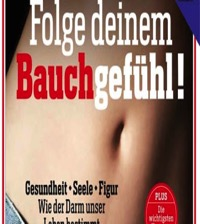 Folge deinem
Bauchgefühl!
Gesundheit • Seele • Figur
Wie der Darm unser
Leben bestimmt
PLUS
Die
wichtigsten